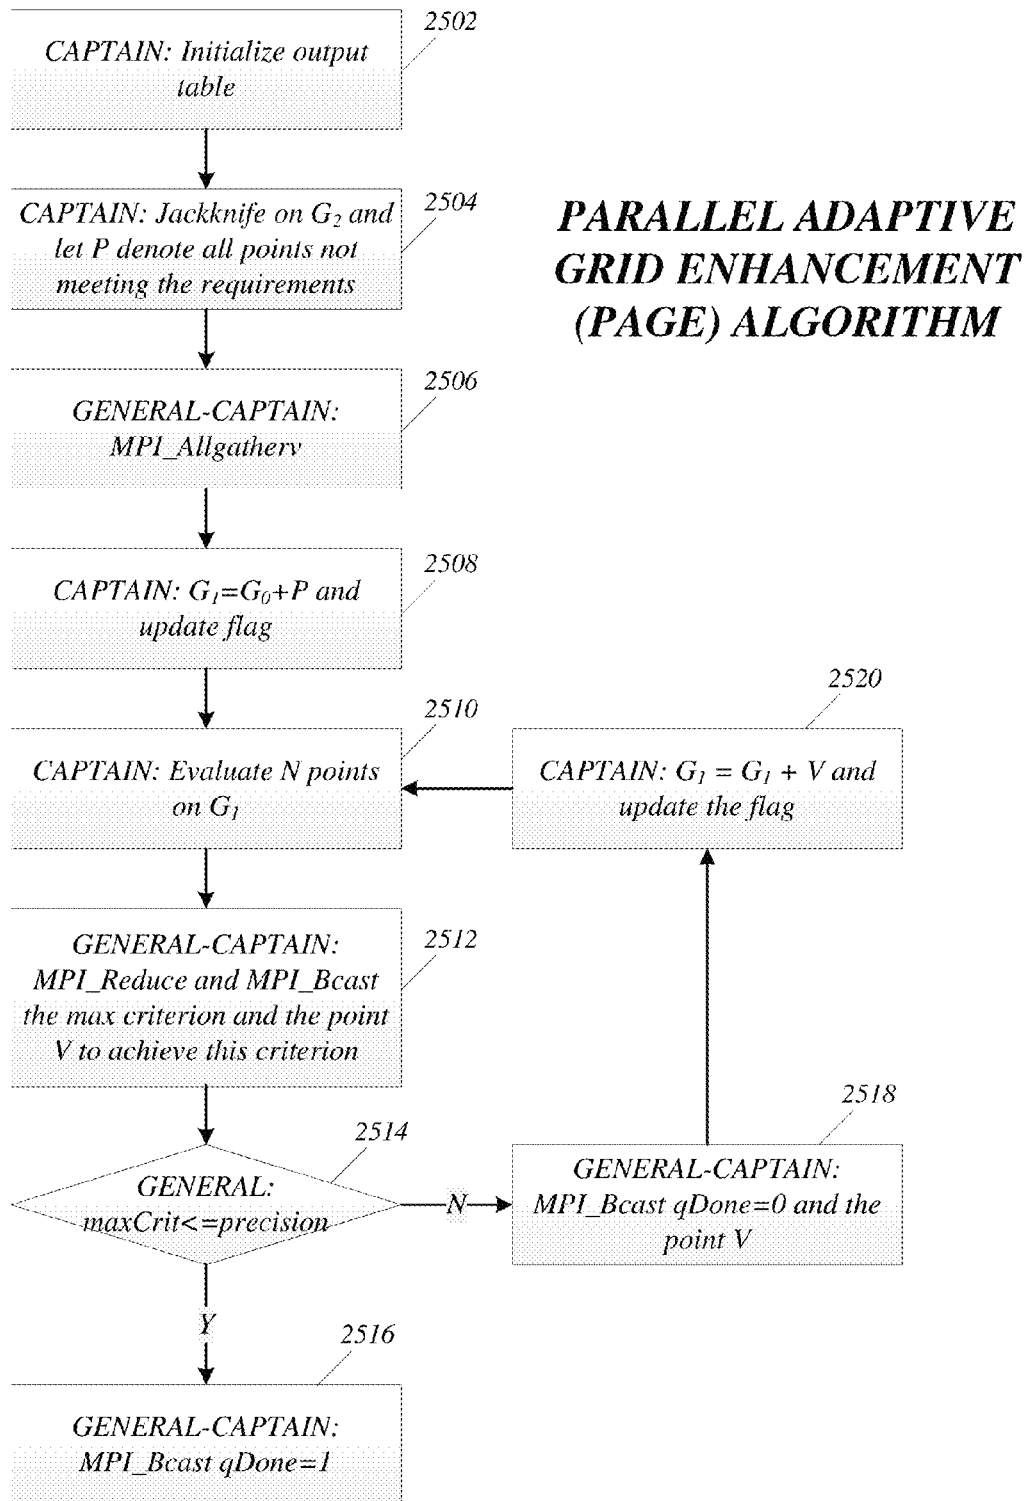 2502
CAPTAIN: Initialize output
table
CAPTAIN: Jackknife on G₂ and
let P denote all points not
meeting the requirements
2504
PARALLEL ADAPTIVE
GRID ENHANCEMENT
(PAGE) ALGORITHM
2506
GENERAL-CAPTAIN:
MPI_Allgatherv
2508
CAPTAIN: G₁=G₀+P and
update flag
2510
CAPTAIN: Evaluate N points
on G₁
2520
CAPTAIN: G₁ = G₁ + V and
update the flag
GENERAL-CAPTAIN:
MPI_Reduce and MPI_Bcast
the max criterion and the point
V to achieve this criterion
2512
2514
GENERAL:
maxCrit<=precision
N
2518
GENERAL-CAPTAIN:
MPI_Bcast qDone=0 and the
point V
Y
2516
GENERAL-CAPTAIN:
MPI_Bcast qDone=1